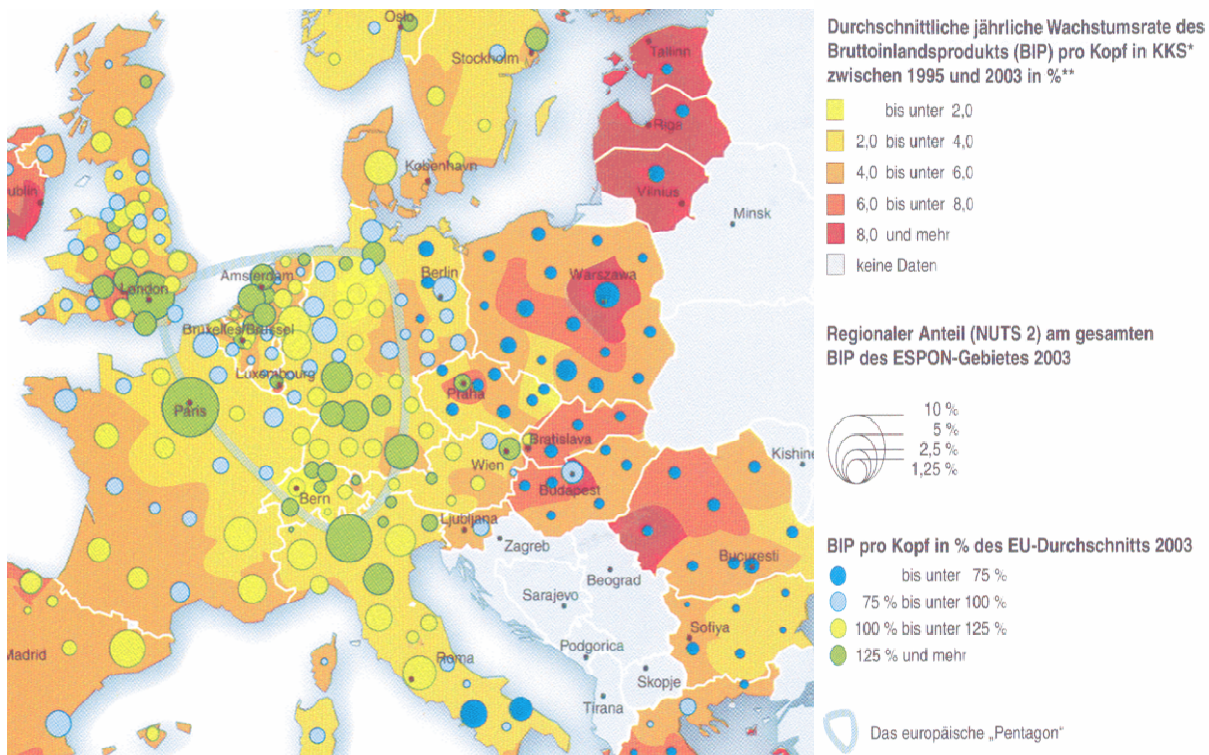 Oslo
Stockholm
Tallinn
Riga
Vilnius
Minsk
København
ublin
London
Amsterdam
Bruxelles/Brüssel
Luxembourg
Berlin
Warszawa
Paris
Praha
Bratislava
Wien
Budapest
Kishine
Bern
Ljubljana
Zagreb
Bucuresti
Beograd
Sarajevo
Sofiya
Podgorica
Skopje
Tirana
Roma
Madrid
Durchschnittliche jährliche Wachstumsrate des
Bruttoinlandsprodukts (BIP) pro Kopf in KKS*
zwischen 1995 und 2003 in %**
bis unter 2,0
2,0 bis unter 4,0
4,0 bis unter 6,0
6,0 bis unter 8,0
8,0 und mehr
keine Daten
Regionaler Anteil (NUTS 2) am gesamten
BIP des ESPON-Gebietes 2003
10 %
5 %
2,5 %
1,25 %
BIP pro Kopf in % des EU-Durchschnitts 2003
bis unter 75 %
75 % bis unter 100 %
100 % bis unter 125 %
125 % und mehr
Das europäische „Pentagon“